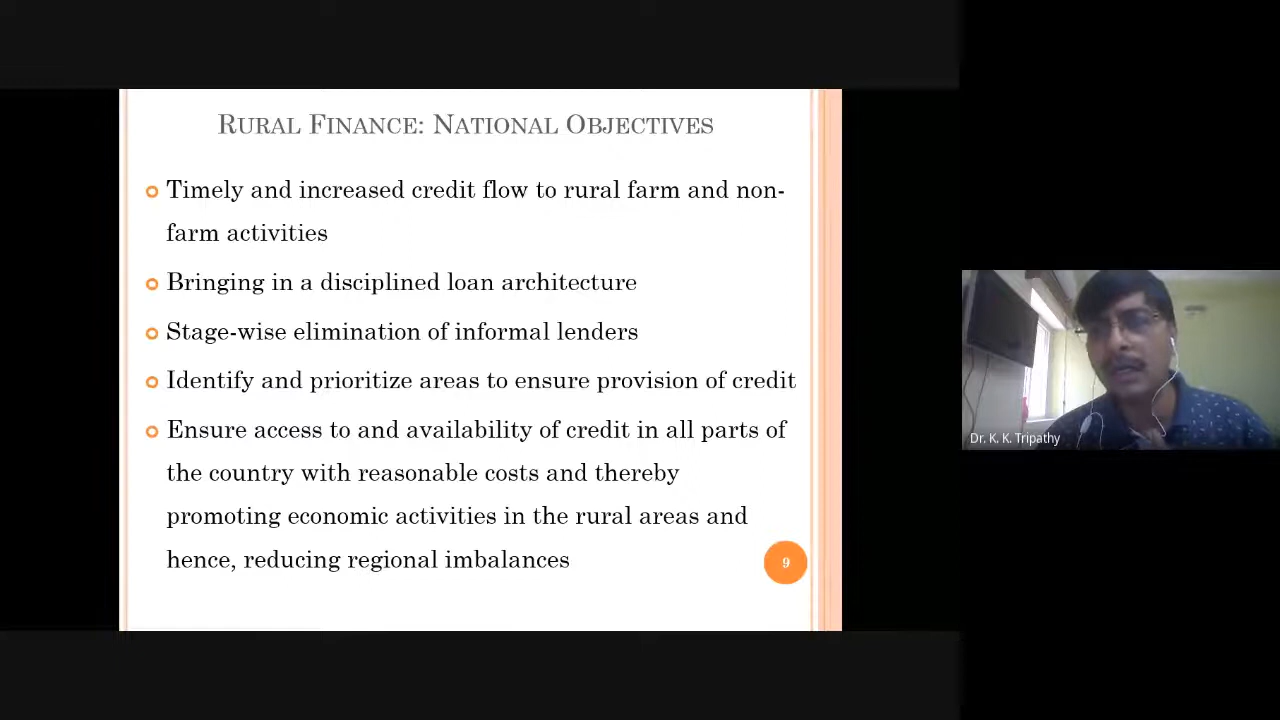 RURAL FINANCE: NATIONAL OBJECTIVES
Timely and increased credit flow to rural farm and non-
farm activities
Bringing in a disciplined loan architecture
Stage-wise elimination of informal lenders
Identify and prioritize areas to ensure provision of credit
Ensure access to and availability of credit in all parts of
the country with reasonable costs and thereby
promoting economic activities in the rural areas and
hence, reducing regional imbalances
9
Dr. K. K. Tripathy